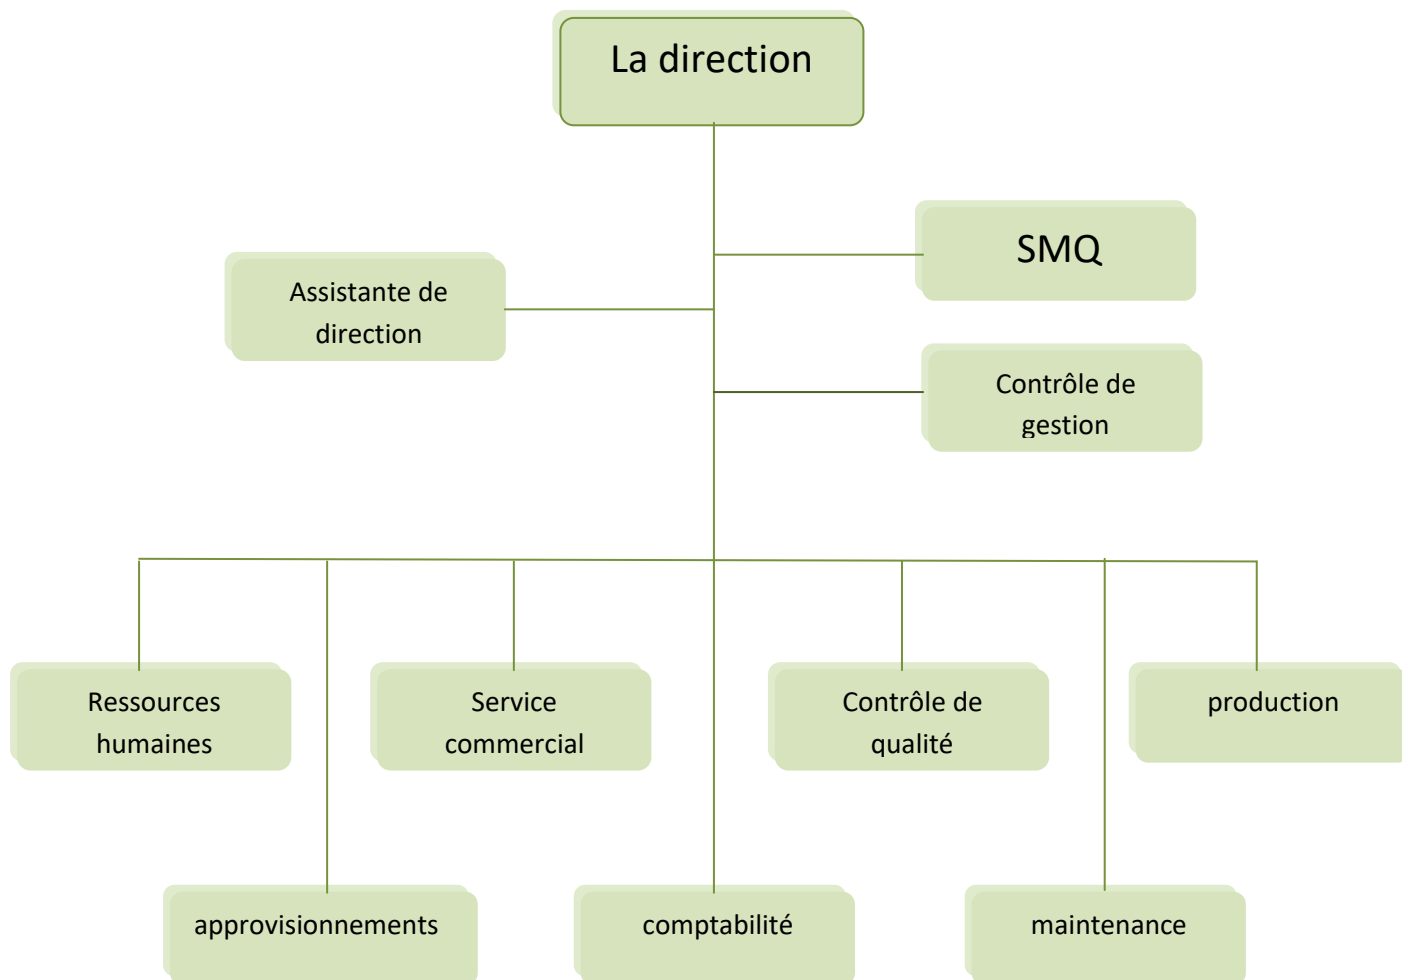 La direction
SMQ
Assistante de
direction
Contrôle de
gestion
Ressources
humaines
Service
commercial
Contrôle de
qualité
production
approvisionnements
comptabilité
maintenance